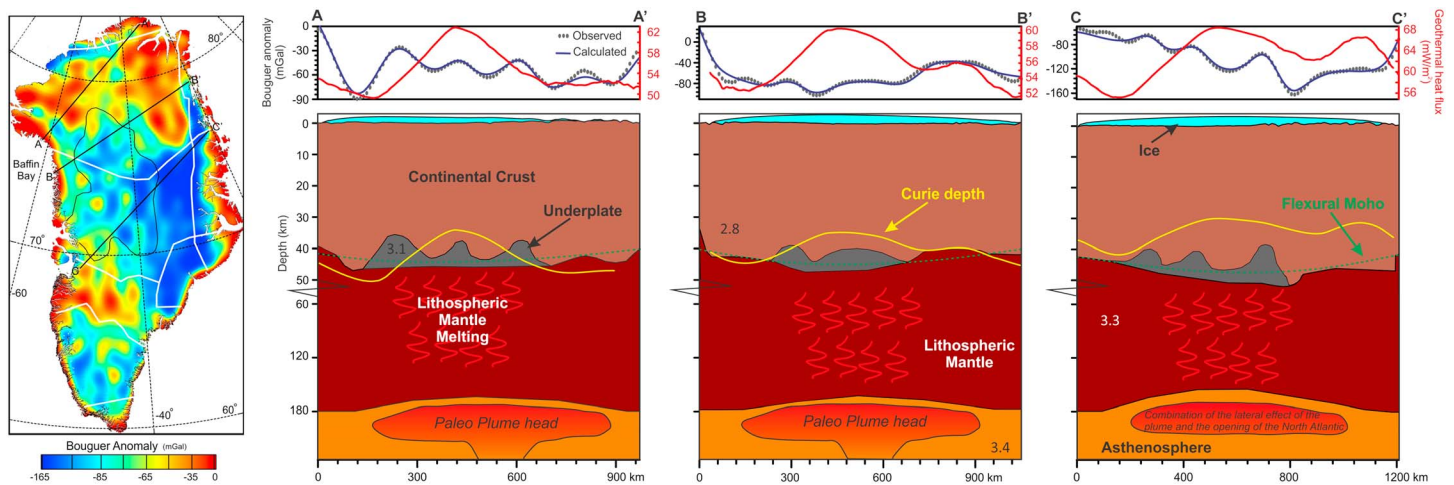 80°
A'
B'
C'
A
Baffin
Bay
B
70°
C
-60
-40°
60°
Bouguer Anomaly (mGal)
-165 -85 -65 -35 0
A A'
Bouguer anomaly
(mGal)
0
-30
-60
-90
Observed
Calculated
62
58
54
50
B B'
0
-40
-80
60
58
56
54
52
C C'
-80
-120
-160
68
64
60
56
Geothermal heat flux
(mW/m²)
Depth (km)
0
10
20
30
40
50
60
120
180
Continental Crust
Underplate
3.1
Lithospheric
Mantle
Melting
Paleo Plume head
0 300 600 900 km
2.8
Curie depth
Lithospheric
Mantle
Paleo Plume head
3.4
0 300 600 900 km
Ice
Flexural Moho
3.3
Combination of the lateral effect of the
plume and the opening of the North Atlantic
Asthenosphere
0 400 800 1200 km